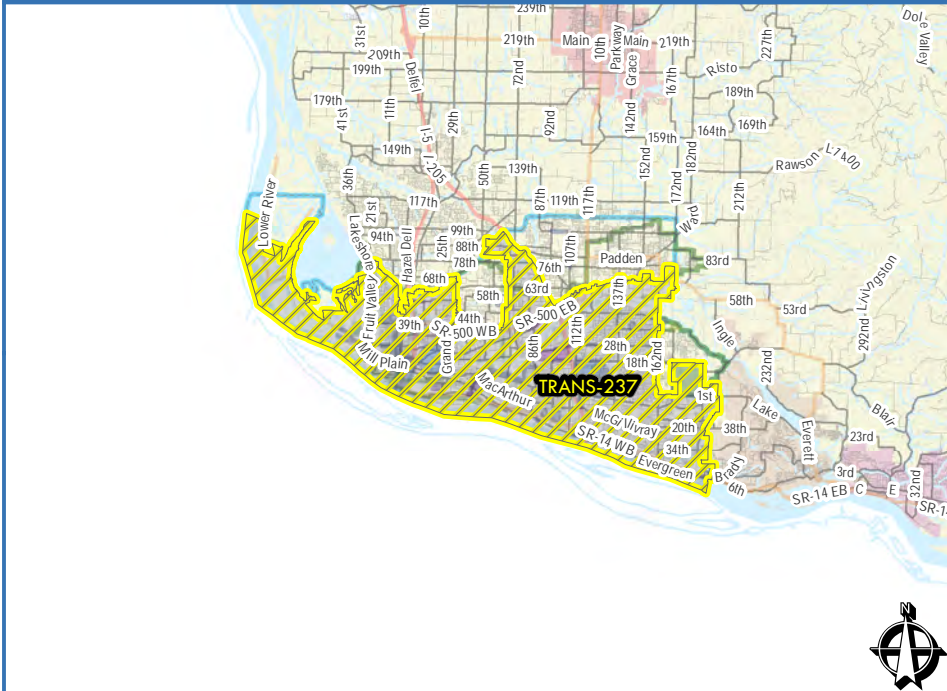 239th
10th
31st
219th
Main
10th
Parkway
Main
219th
227th
Dole Valley
209th
199th
Delfel
72nd
Grace
167th
Risto
189th
179th
41st
11th
29th
92nd
142nd
159th
164th
169th
I-5
I-205
149th
36th
50th
139th
152nd
182nd
Rawson
L-1400
172nd
212th
87th
119th
117th
117th
21st
Lower River
Lakeshore
94th
Hazel Dell
25th
99th
88th
78th
107th
Ward
76th
Padden
83rd
68th
63rd
137th
58th
Fruit Valley
58th
53rd
292nd
Livingston
39th
44th
SR-500 WB
SR-500 EB
112th
Ingle
Grand
86th
28th
162nd
Mill Plain
18th
232nd
MacArthur
TRANS-237
1st
Lake
Blair
McGillivray
20th
38th
Everett
SR-14 WB
34th
23rd
Evergreen
Brady
6th
3rd
SR-14 EB
C
E
32nd
SR-1
N